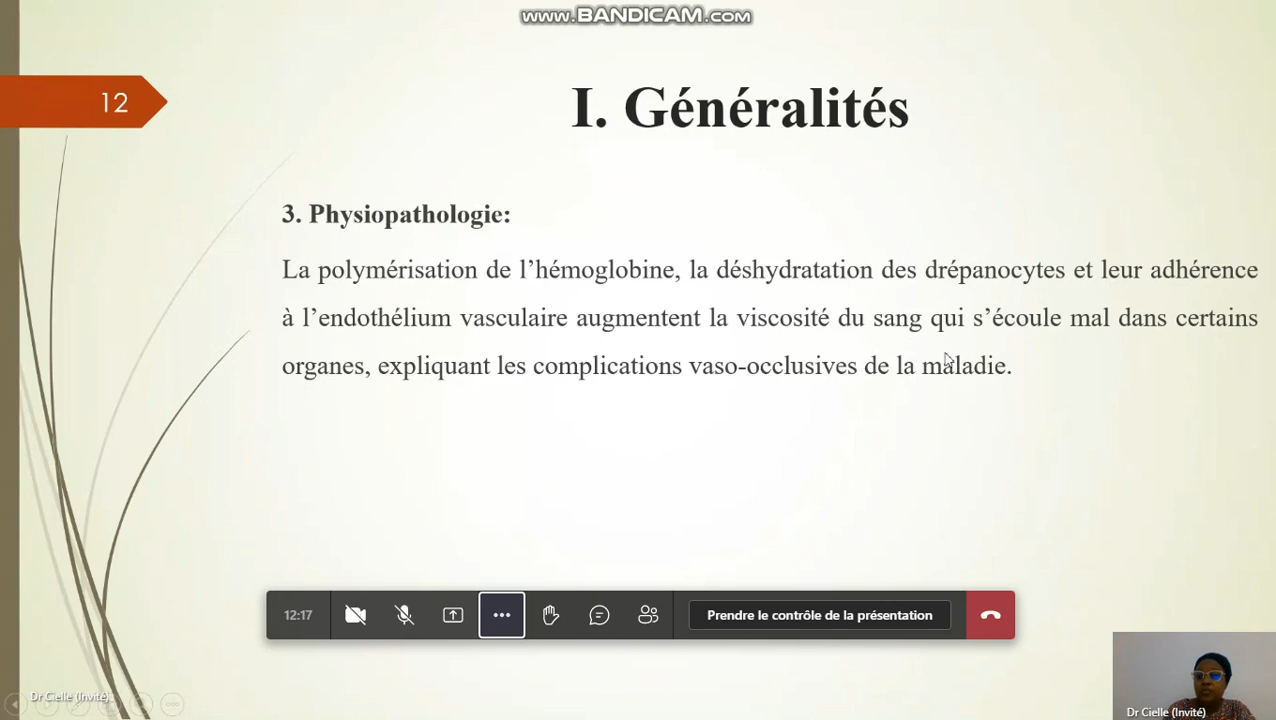 www.BANDICAM.com
12
I. Généralités
3. Physiopathologie:
La polymérisation de l’hémoglobine, la déshydratation des drépanocytes et leur adhérence
à l’endothélium vasculaire augmentent la viscosité du sang qui s’écoule mal dans certains
organes, expliquant les complications vaso-occlusives de la maladie.
12:17
Prendre le contrôle de la présentation
Dr Cielle (Invité)
Dr Cielle (Invité)